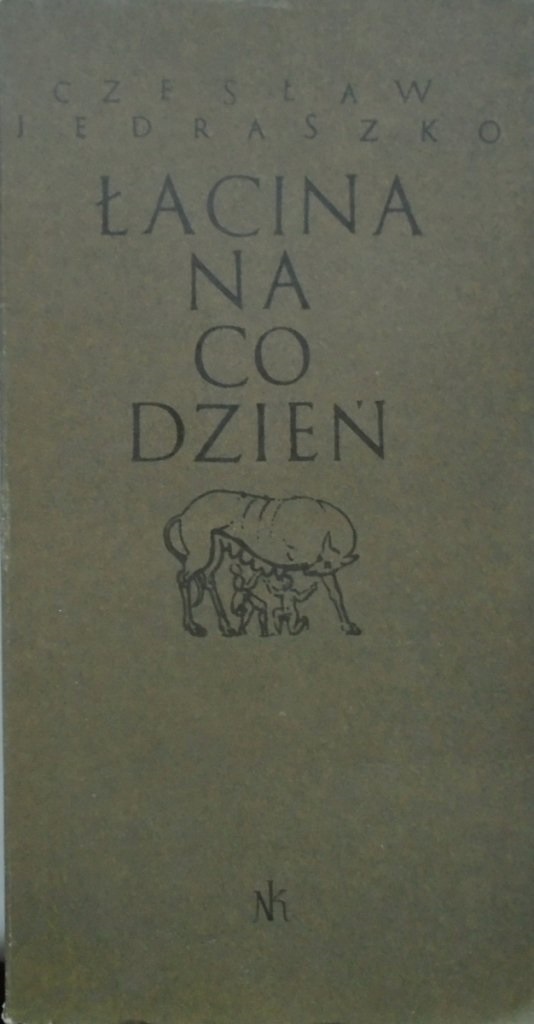 CZESŁAW
JĘDRASZKO
ŁACINA
NA
CO
DZIEŃ
NK